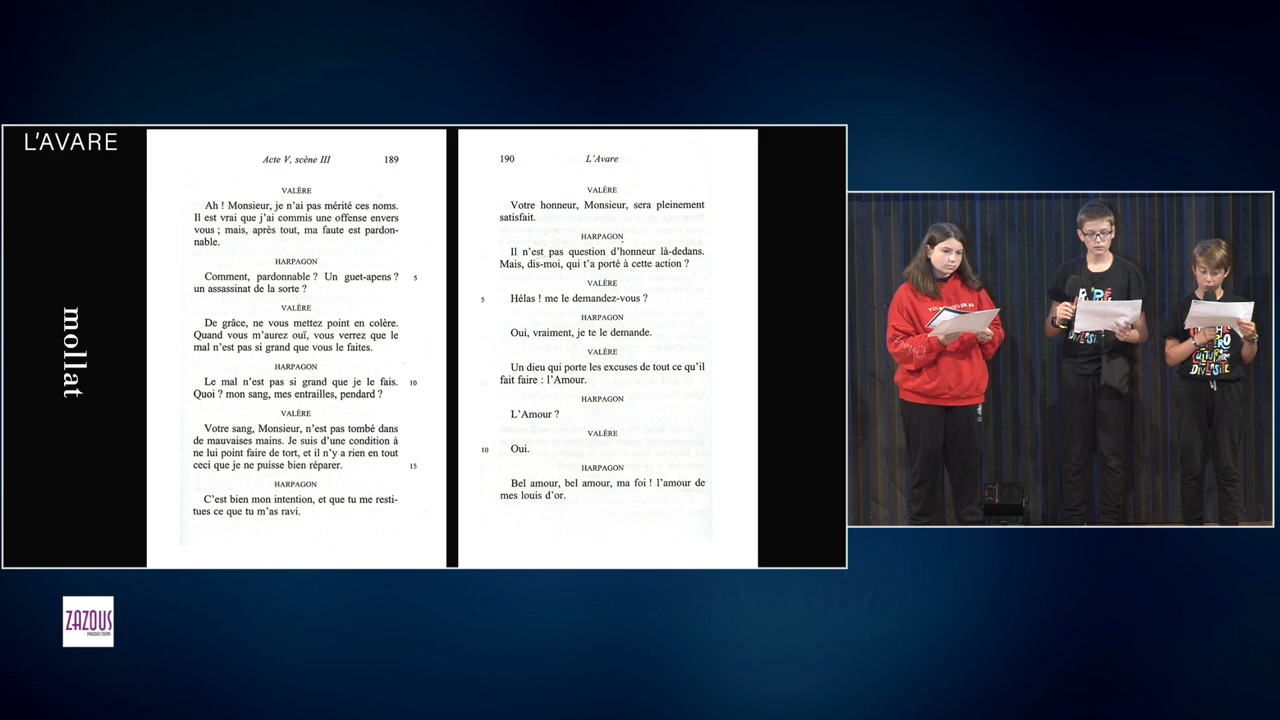 L'AVARE
mollat
Acte V, scène III 189
VALÈRE
Ah ! Monsieur, je n'ai pas mérité ces noms.
Il est vrai que j'ai commis une offense envers
vous ; mais, après tout, ma faute est pardon-
nable.
HARPAGON
Comment, pardonnable ? Un guet-apens ? 5
un assassinat de la sorte ?
VALÈRE
De grâce, ne vous mettez point en colère.
Quand vous m'aurez ouï, vous verrez que le
mal n'est pas si grand que vous le faites.
HARPAGON
Le mal n'est pas si grand que je le fais. 10
Quoi ? mon sang, mes entrailles, pendard ?
VALÈRE
Votre sang, Monsieur, n'est pas tombé dans
de mauvaises mains. Je suis d'une condition à
ne lui point faire de tort, et il n'y a rien en tout
ceci que je ne puisse bien réparer. 15
HARPAGON
C'est bien mon intention, et que tu me resti-
tues ce que tu m'as ravi.
190 L'Avare
VALÈRE
Votre honneur, Monsieur, sera pleinement
satisfait.
HARPAGON
Il n'est pas question d'honneur là-dedans.
Mais, dis-moi, qui t'a porté à cette action ?
VALÈRE
5 Hélas ! me le demandez-vous ?
HARPAGON
Oui, vraiment, je te le demande.
VALÈRE
Un dieu qui porte les excuses de tout ce qu'il
fait faire : l'Amour.
HARPAGON
L'Amour ?
VALÈRE
10 Oui.
HARPAGON
Bel amour, bel amour, ma foi ! l'amour de
mes louis d'or.
ZAZOUS
PRODUCTIONS